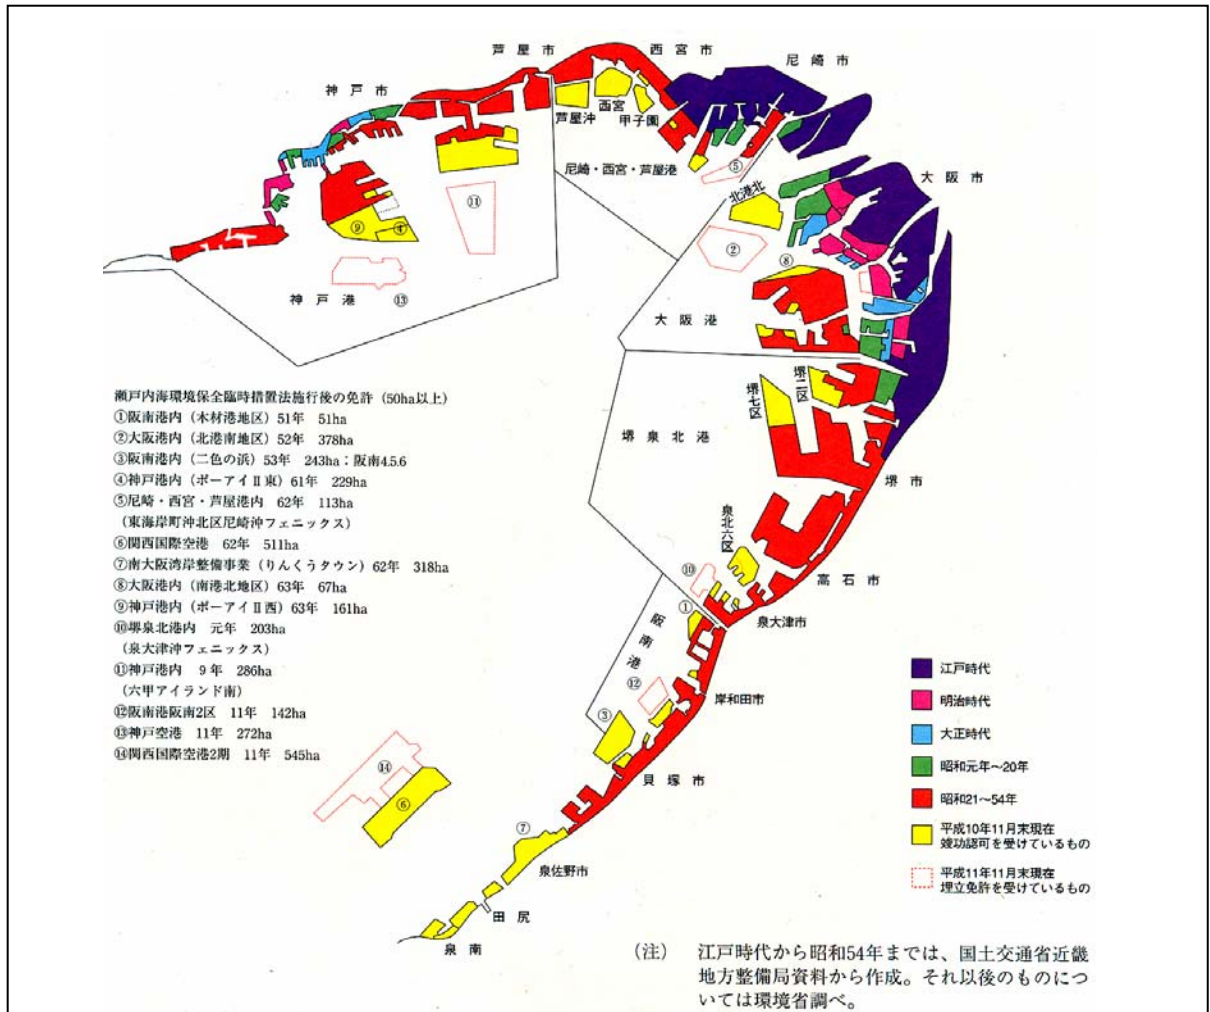 芦屋市
西宮市
尼崎市
神戸市
西宮
芦屋沖
甲子園
尼崎・西宮・芦屋港
⑤
大阪市
北港北
⑪
②
⑨
④
⑧
神戸港
⑬
大阪港
瀬戸内海環境保全臨時措置法施行後の免許（50ha以上）
①阪南港内（木材港地区）51年 51ha
②大阪港内（北港南地区）52年 378ha
③阪南港内（二色の浜）53年 243ha：阪南4.5.6
④神戸港内（ポーアイⅡ東）61年 229ha
⑤尼崎・西宮・芦屋港内 62年 113ha
（東海岸町沖北区尼崎沖フェニックス）
⑥関西国際空港 62年 511ha
⑦南大阪湾岸整備事業（りんくうタウン）62年 318ha
⑧大阪港内（南港北地区）63年 67ha
⑨神戸港内（ポーアイⅡ西）63年 161ha
⑩堺泉北港内 元年 203ha
（泉大津沖フェニックス）
⑪神戸港内 9年 286ha
（六甲アイランド南）
⑫阪南港阪南2区 11年 142ha
⑬神戸空港 11年 272ha
⑭関西国際空港2期 11年 545ha
堺二区
堺七区
堺泉北港
堺市
泉北六区
⑩
高石市
①
泉大津市
阪南港
⑫
岸和田市
③
貝塚市
⑭
⑥
⑦
泉佐野市
田尻
泉南
江戸時代
明治時代
大正時代
昭和元年〜20年
昭和21〜54年
平成10年11月末現在
竣功認可を受けているもの
平成11年11月末現在
埋立免許を受けているもの
（注） 江戸時代から昭和54年までは、国土交通省近畿
地方整備局資料から作成。それ以後のものにつ
いては環境省調べ。